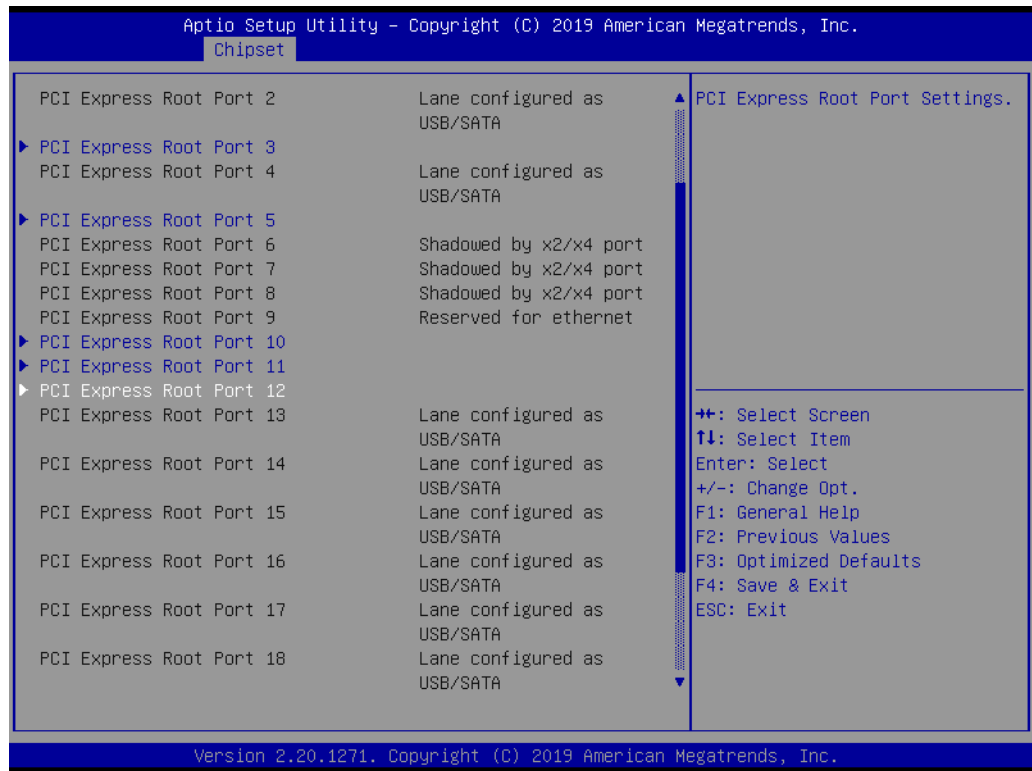 Aptio Setup Utility – Copyright (C) 2019 American Megatrends, Inc.
Chipset
PCI Express Root Port 2 Lane configured as
USB/SATA
PCI Express Root Port 3
PCI Express Root Port 4 Lane configured as
USB/SATA
PCI Express Root Port 5
PCI Express Root Port 6 Shadowed by x2/x4 port
PCI Express Root Port 7 Shadowed by x2/x4 port
PCI Express Root Port 8 Shadowed by x2/x4 port
PCI Express Root Port 9 Reserved for ethernet
PCI Express Root Port 10
PCI Express Root Port 11
PCI Express Root Port 12
PCI Express Root Port 13 Lane configured as
USB/SATA
PCI Express Root Port 14 Lane configured as
USB/SATA
PCI Express Root Port 15 Lane configured as
USB/SATA
PCI Express Root Port 16 Lane configured as
USB/SATA
PCI Express Root Port 17 Lane configured as
USB/SATA
PCI Express Root Port 18 Lane configured as
USB/SATA
PCI Express Root Port Settings.
→←: Select Screen
↑↓: Select Item
Enter: Select
+/-: Change Opt.
F1: General Help
F2: Previous Values
F3: Optimized Defaults
F4: Save & Exit
ESC: Exit
Version 2.20.1271. Copyright (C) 2019 American Megatrends, Inc.